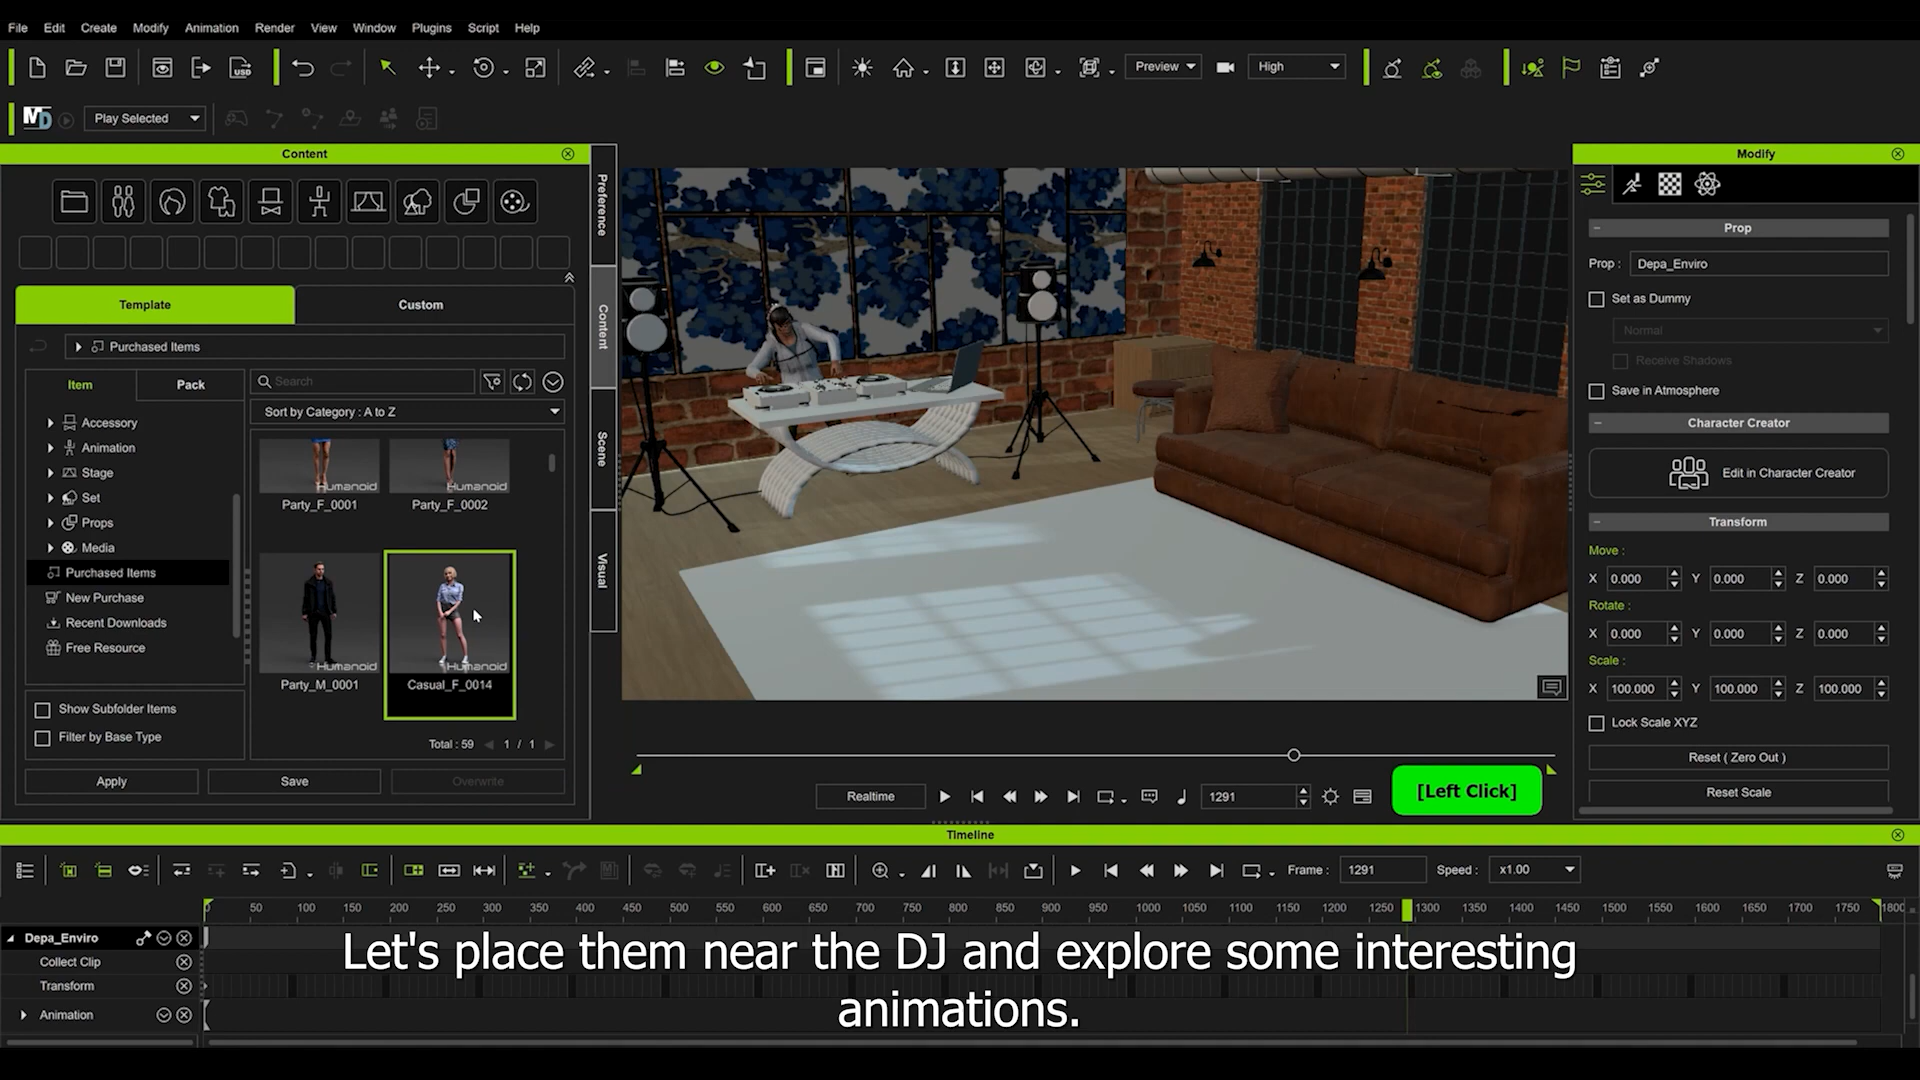 File Edit Create Modify Animation Render View Window Plugins Script Help
USD
Preview
High
MD
Play Selected
Content
Modify
Preference
Content
Scene
Visual
Template
Custom
Purchased Items
Item
Pack
Search
Sort by Category : A to Z
Accessory
Animation
Stage
Set
Props
Media
Purchased Items
New Purchase
Recent Downloads
Free Resource
Humanoid
Party_F_0001
Humanoid
Party_F_0002
Humanoid
Party_M_0001
Humanoid
Casual_F_0014
Show Subfolder Items
Filter by Base Type
Total : 59 1 / 1
Apply
Save
Overwrite
Prop
Prop : Depa_Enviro
Set as Dummy
Normal
Receive Shadows
Save in Atmosphere
Character Creator
Edit in Character Creator
Transform
Move :
X 0.000 Y 0.000 Z 0.000
Rotate :
X 0.000 Y 0.000 Z 0.000
Scale :
X 100.000 Y 100.000 Z 100.000
Lock Scale XYZ
Reset ( Zero Out )
Reset Scale
Realtime
1291
[Left Click]
Timeline
Frame : 1291 Speed : x1.00
0 50 100 150 200 250 300 350 400 450 500 550 600 650 700 750 800 850 900 950 1000 1050 1100 1150 1200 1250 1300 1350 1400 1450 1500 1550 1600 1650 1700 1750 1800
Depa_Enviro
Collect Clip
Transform
Animation
Let's place them near the DJ and explore some interesting
animations.